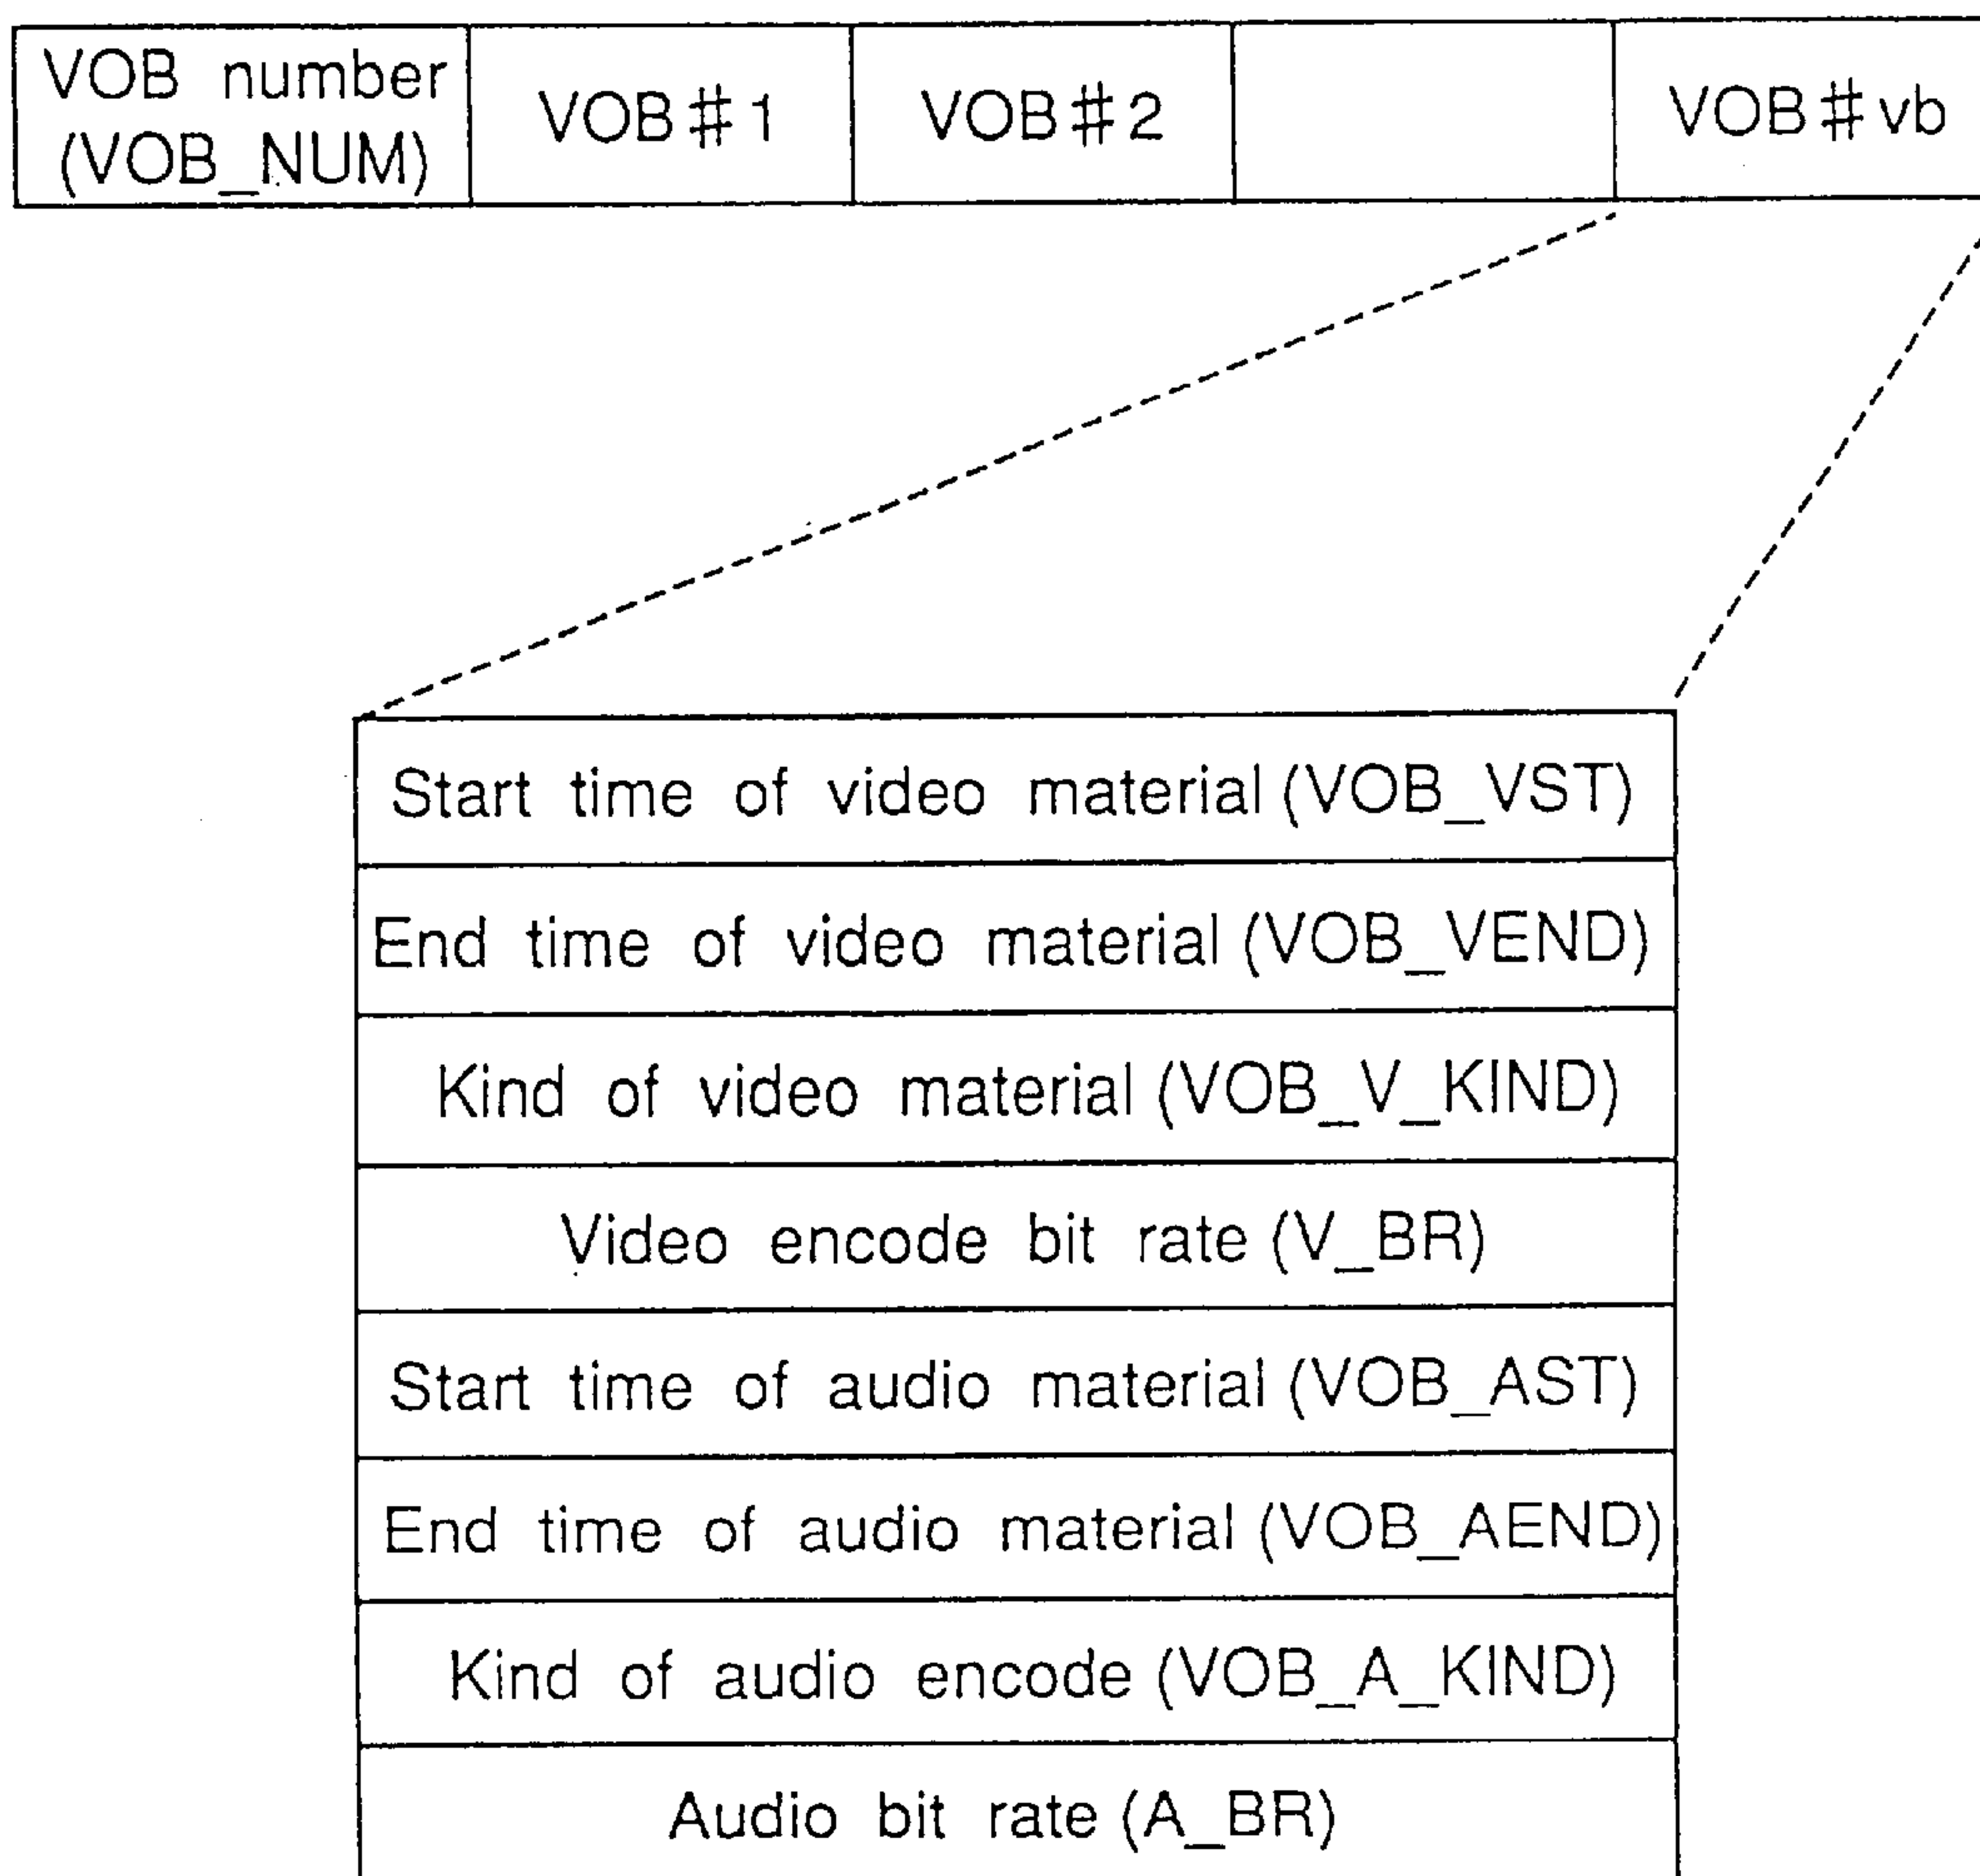 VOB number
(VOB_NUM)
VOB#1
VOB#2
VOB#vb
Start time of video material (VOB_VST)
End time of video material (VOB_VEND)
Kind of video material (VOB_V_KIND)
Video encode bit rate (V_BR)
Start time of audio material (VOB_AST)
End time of audio material (VOB_AEND)
Kind of audio encode (VOB_A_KIND)
Audio bit rate (A_BR)